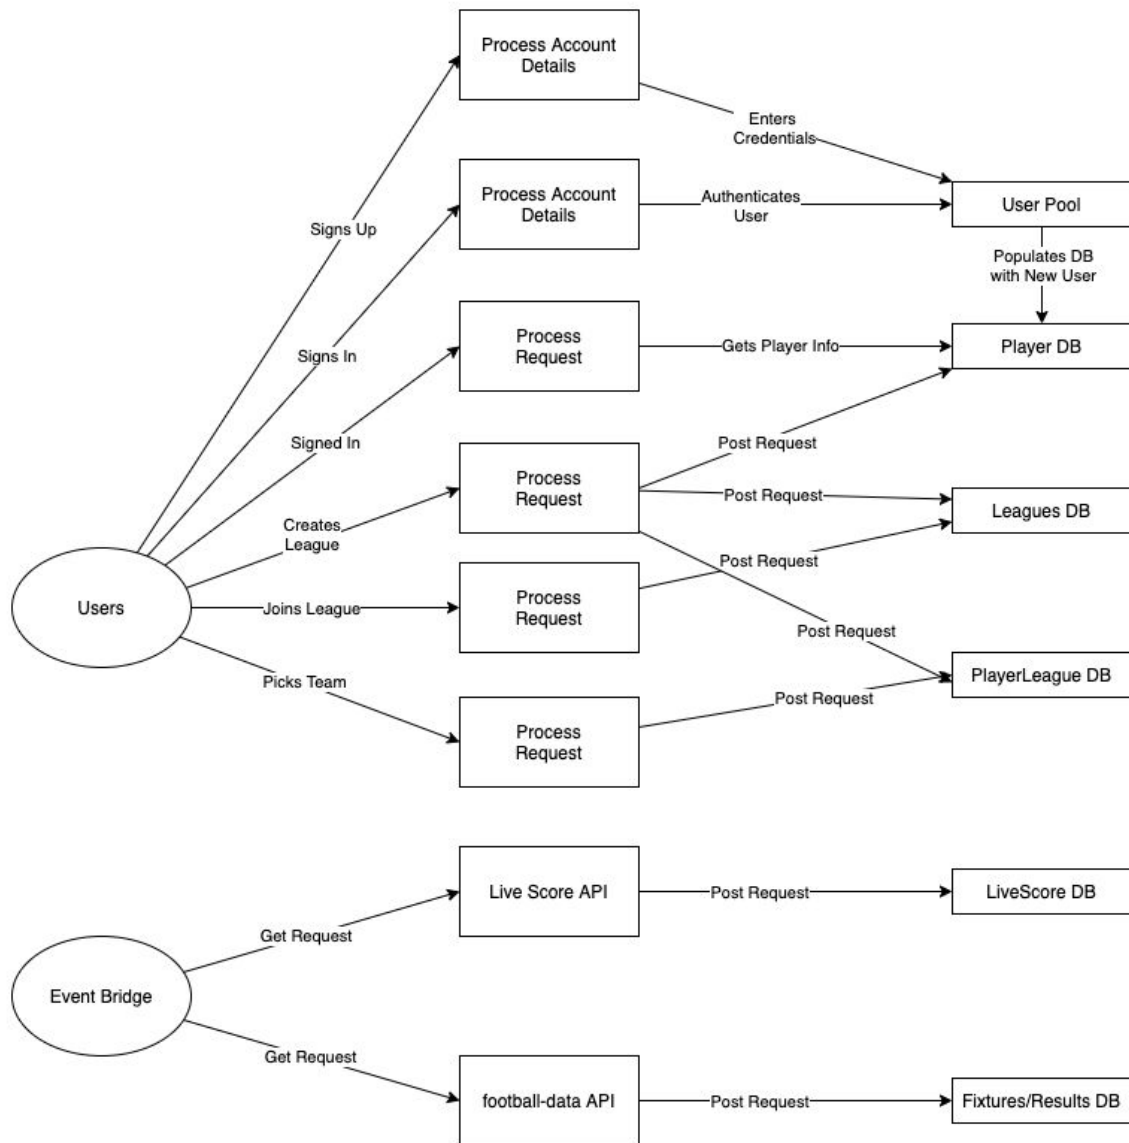 Process Account
Details
Enters
Credentials
Process Account
Details
Authenticates
User
User Pool
Signs Up
Populates DB
with New User
Process
Request
Gets Player Info
Player DB
Signs In
Signed In
Post Request
Process
Request
Post Request
Leagues DB
Creates
League
Post Request
Users
Joins League
Process
Request
Post Request
PlayerLeague DB
Picks Team
Post Request
Process
Request
Live Score API
Post Request
LiveScore DB
Get Request
Event Bridge
Get Request
football-data API
Post Request
Fixtures/Results DB